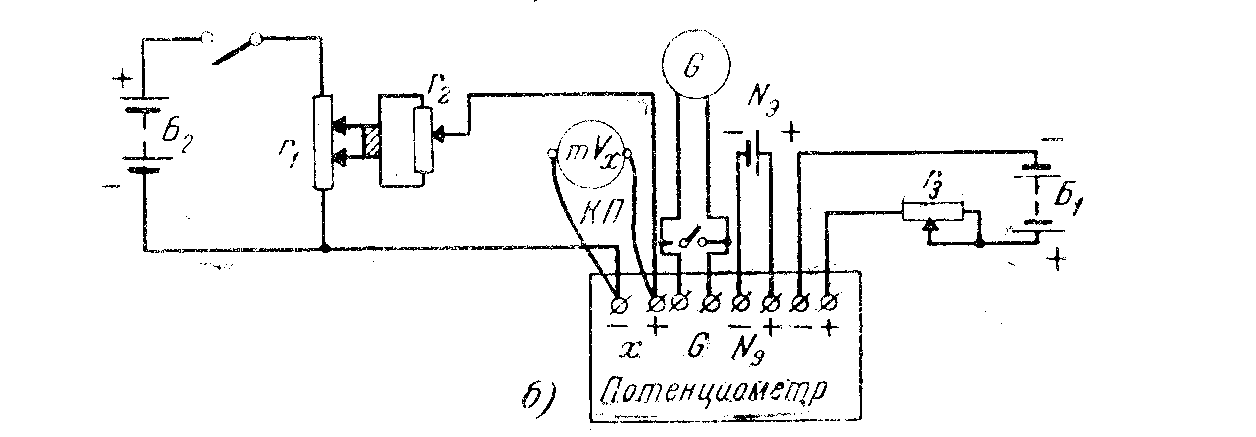 G
+ Б₂ −
r₁
r₂
mVx
КП
− Nэ +
r₃
− Б₁ +
− + − + − +
x G Nэ
б) Потенциометр